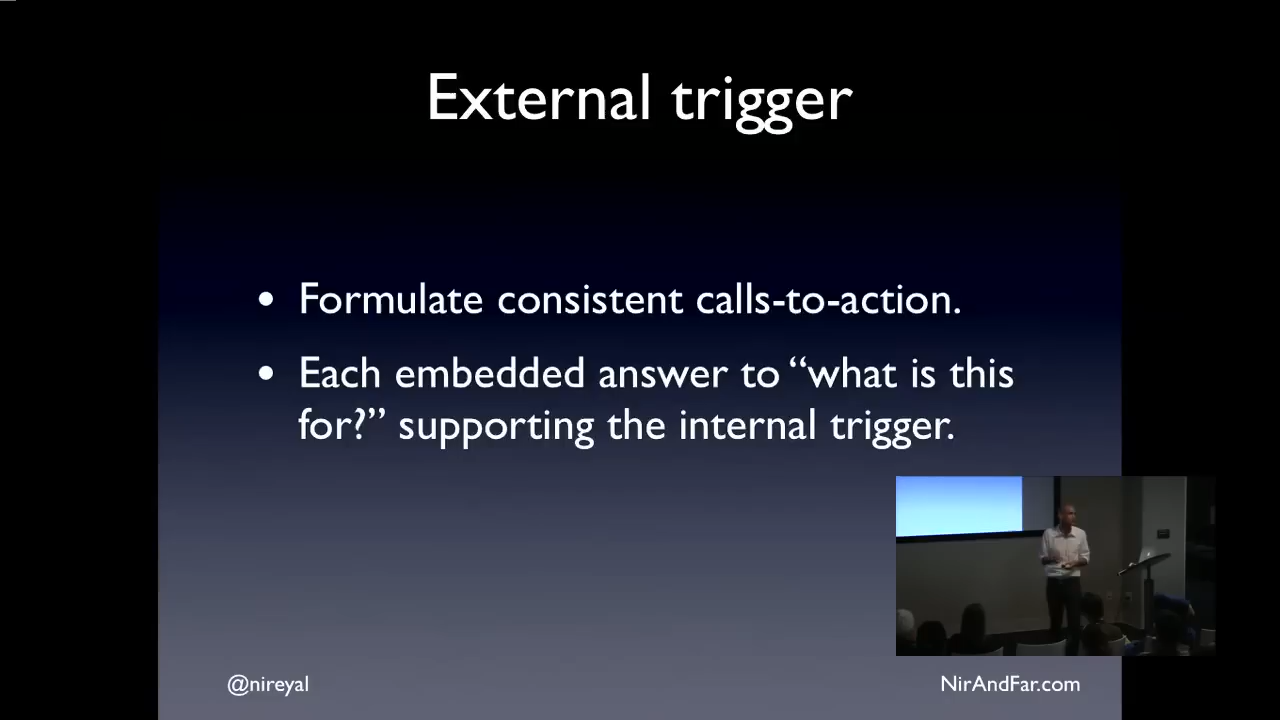 External trigger
• Formulate consistent calls-to-action.
• Each embedded answer to “what is this
for?” supporting the internal trigger.
@nireyal
NirAndFar.com